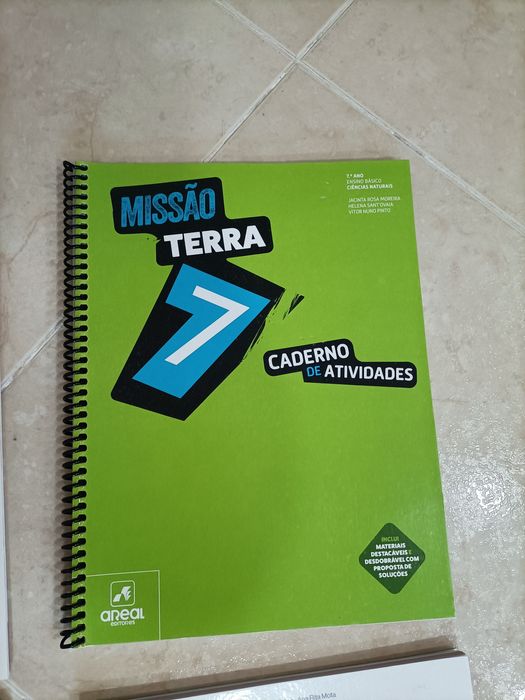 7.º ANO
ENSINO BÁSICO
CIÊNCIAS NATURAIS
JACINTA ROSA MOREIRA
HELENA SANT'OVAIA
VÍTOR NUNO PINTO
MISSÃO
TERRA
7
CADERNO
DE ATIVIDADES
INCLUI
MATERIAIS
DESTACÁVEIS E
DESDOBRÁVEL COM
PROPOSTA DE
SOLUÇÕES
areal
EDITORES
Mota